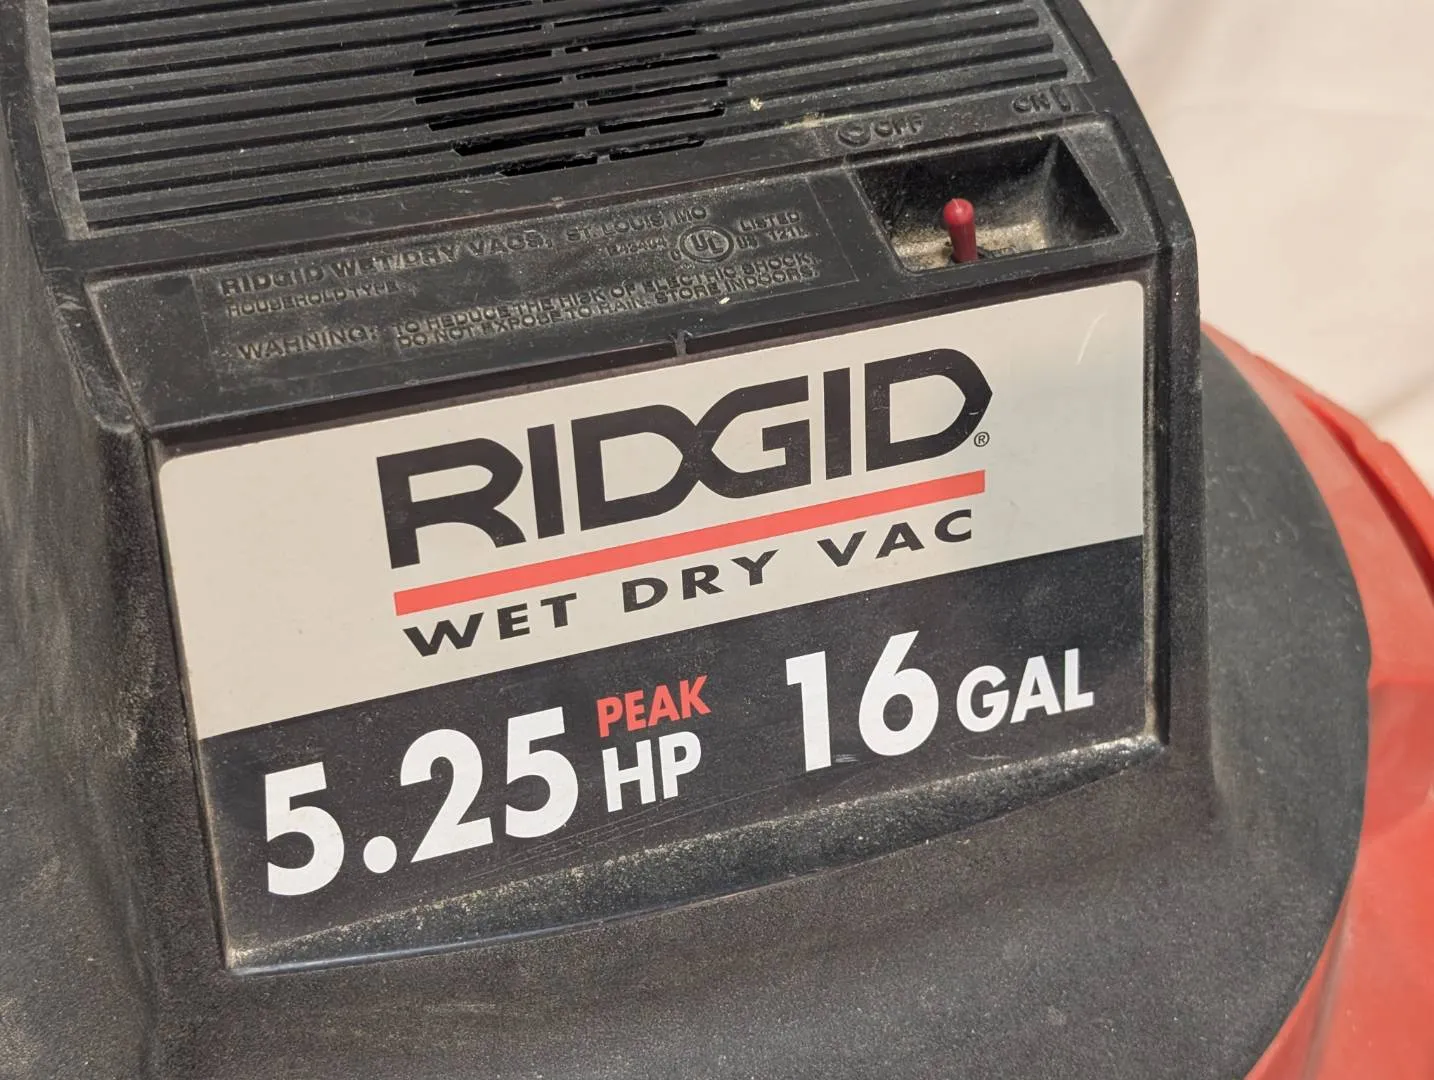 OFF
ON
RIDGID WET/DRY VACS, ST LOUIS, MO
HOUSEHOLD TYPE
UL
LISTED
WARNING: TO REDUCE THE RISK OF ELECTRIC SHOCK,
DO NOT EXPOSE TO RAIN. STORE INDOORS.
RIDGID®
WET DRY VAC
5.25 PEAK HP 16 GAL